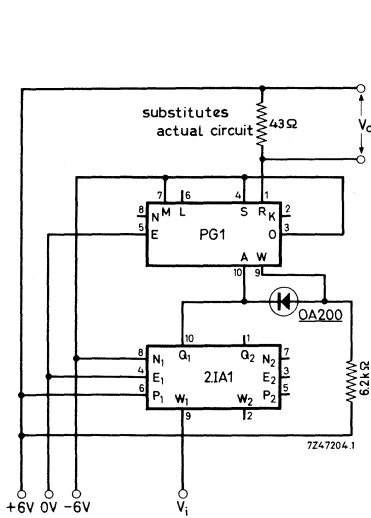 substitutes
actual circuit
43Ω
Vo
7 6 4 1
M L S R K 2
8 N
5 E PG1 O 3
A W
10 9
OA200
10 1
Q1 Q2
8 N1 N2 7
4 E1 2.IA1 E2 3
6 P1 P2 5
W1 W2
9 2
6.2kΩ
7Z47204.1
+6V 0V -6V Vi